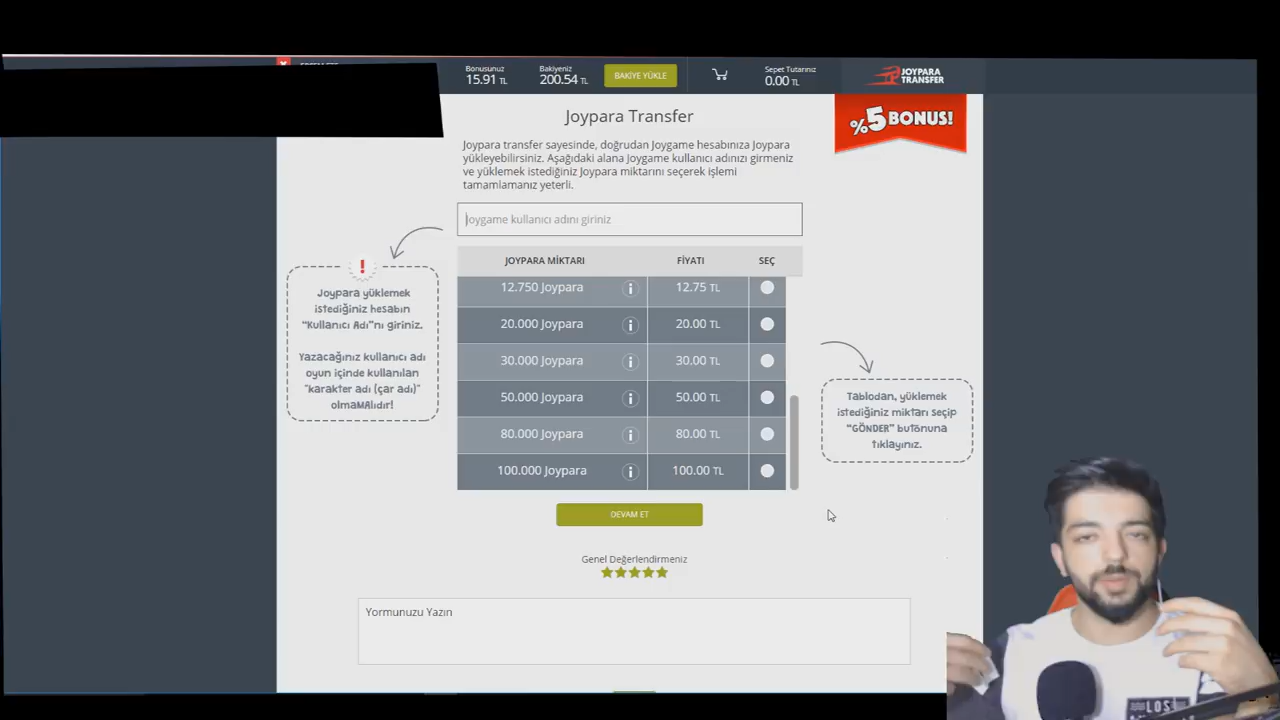 Bonusunuz
15.91 TL
Bakiyeniz
200.54 TL
BAKİYE YÜKLE
Sepet Tutarınız
0.00 TL
JOYPARA
TRANSFER
%5 BONUS!
Joypara Transfer
Joypara transfer sayesinde, doğrudan Joygame hesabınıza Joypara
yükleyebilirsiniz. Aşağıdaki alana Joygame kullanıcı adınızı girmeniz
ve yüklemek istediğiniz Joypara miktarını seçerek işlemi
tamamlamanız yeterli.
Joygame kullanıcı adını giriniz
!
Joypara yüklemek
istediğiniz hesabın
"Kullanıcı Adı"nı giriniz.
Yazacağınız kullanıcı adı
oyun içinde kullanılan
"karakter adı (çar adı)"
olmaMAlıdır!
JOYPARA MİKTARI FİYATI SEÇ
12.750 Joypara i 12.75 TL
20.000 Joypara i 20.00 TL
30.000 Joypara i 30.00 TL
50.000 Joypara i 50.00 TL
80.000 Joypara i 80.00 TL
100.000 Joypara i 100.00 TL
Tablodan, yüklemek
istediğiniz miktarı seçip
"GÖNDER" butonuna
tıklayınız.
DEVAM ET
Genel Değerlendirmeniz
Yormunuzu Yazın
LOS